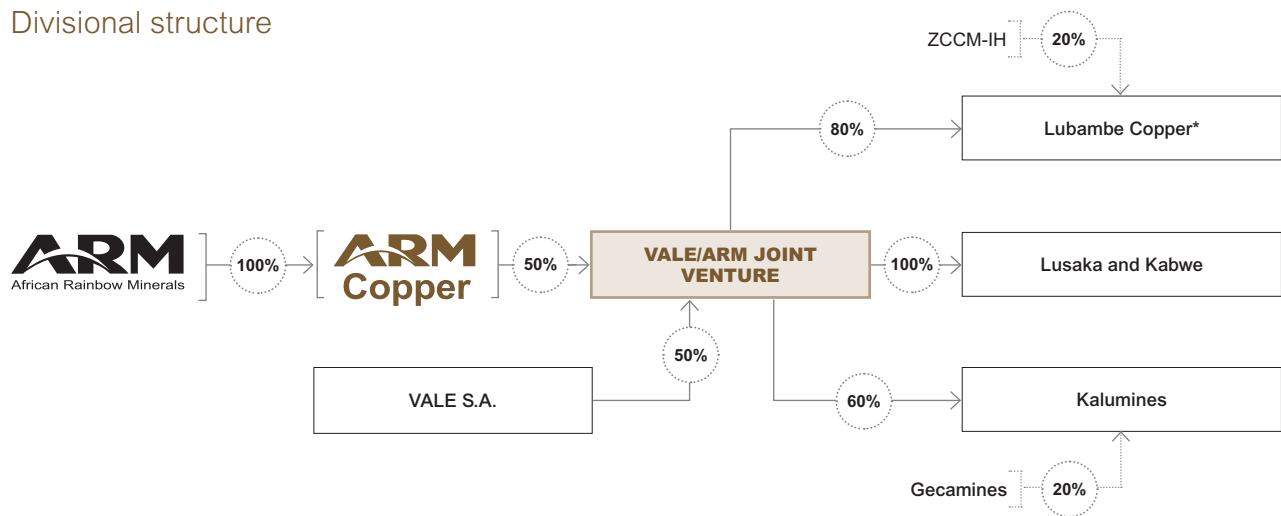 Divisional structure
ZCCM-IH
20%
80%
Lubambe Copper*
ARM
African Rainbow Minerals
100%
ARM
Copper
50%
VALE/ARM JOINT
VENTURE
100%
Lusaka and Kabwe
50%
VALE S.A.
60%
Kalumines
Gecamines
20%